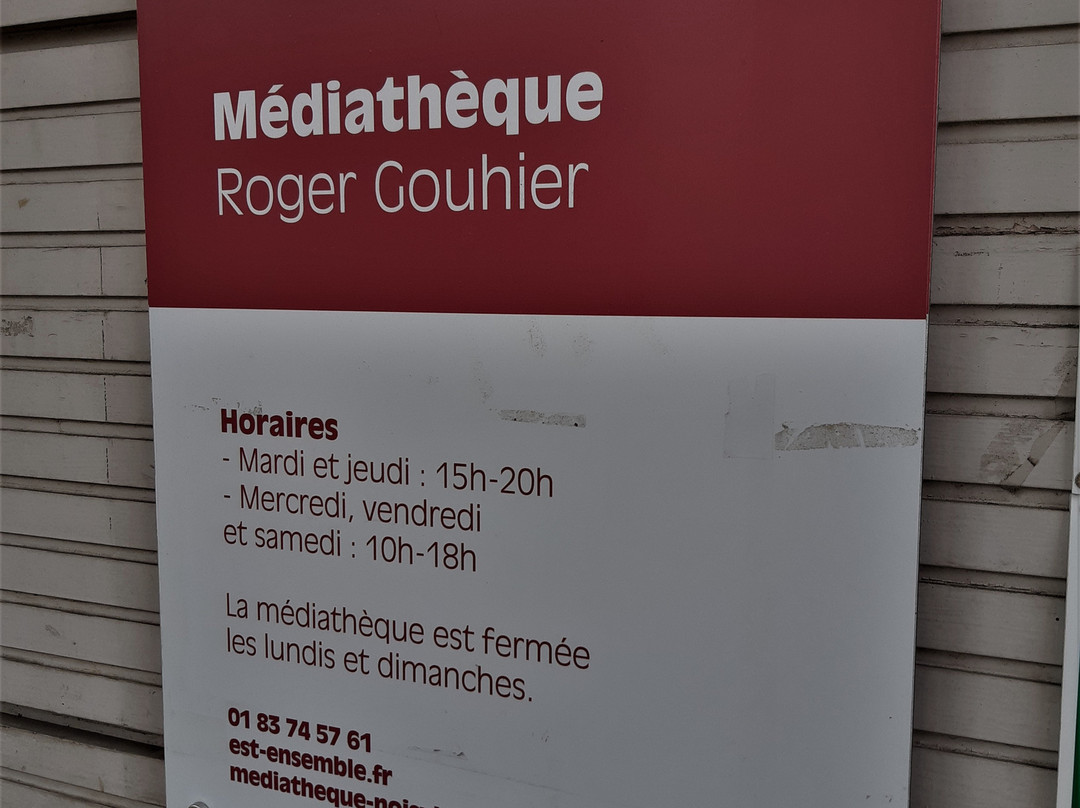 Médiathèque
Roger Gouhier
Horaires
- Mardi et jeudi : 15h-20h
- Mercredi, vendredi
et samedi : 10h-18h
La médiathèque est fermée
les lundis et dimanches.
01 83 74 57 61
est-ensemble.fr